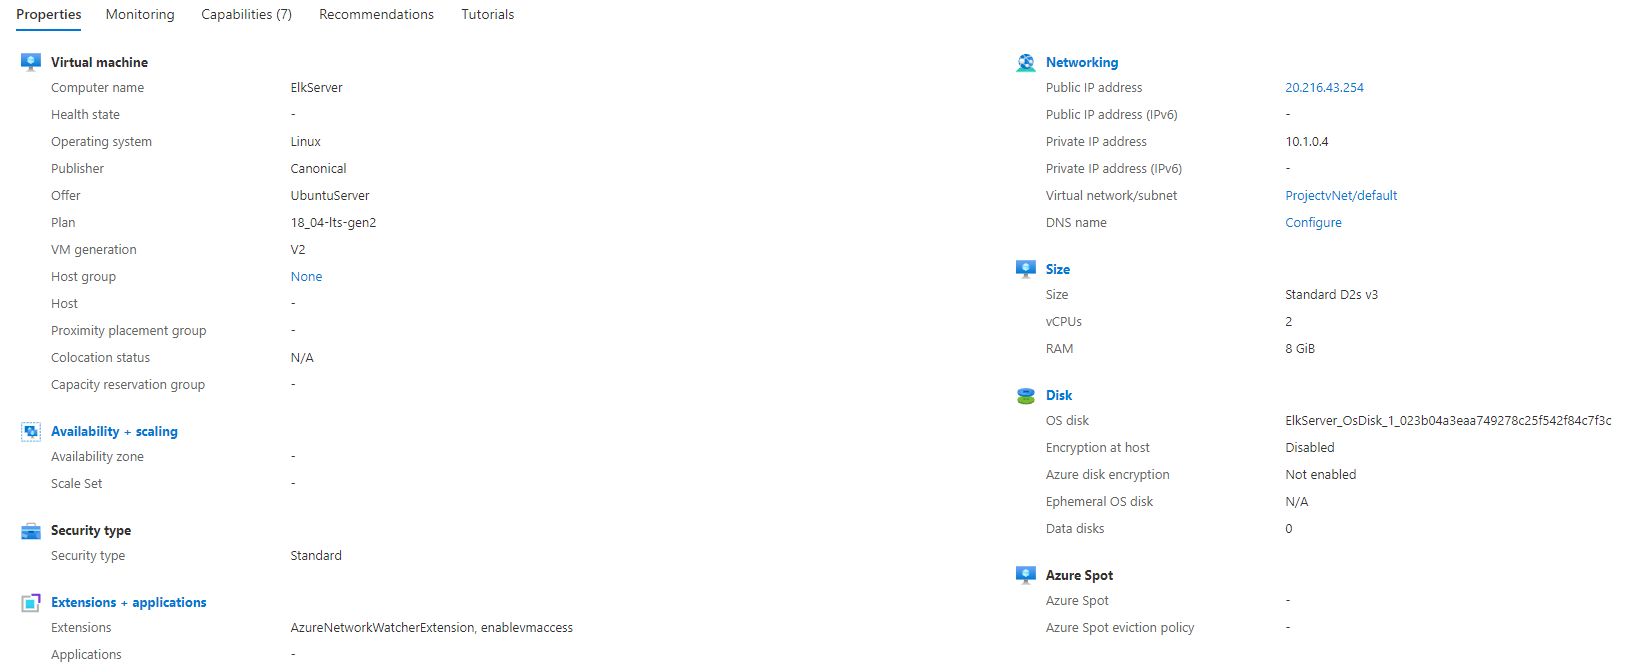 Properties Monitoring Capabilities (7) Recommendations Tutorials
Virtual machine
Computer name ElkServer
Health state -
Operating system Linux
Publisher Canonical
Offer UbuntuServer
Plan 18_04-lts-gen2
VM generation V2
Host group None
Host -
Proximity placement group -
Colocation status N/A
Capacity reservation group -
Availability + scaling
Availability zone -
Scale Set -
Security type
Security type Standard
Extensions + applications
Extensions AzureNetworkWatcherExtension, enablevmaccess
Applications -
Networking
Public IP address 20.216.43.254
Public IP address (IPv6) -
Private IP address 10.1.0.4
Private IP address (IPv6) -
Virtual network/subnet ProjectvNet/default
DNS name Configure
Size
Size Standard D2s v3
vCPUs 2
RAM 8 GiB
Disk
OS disk ElkServer_OsDisk_1_023b04a3eaa749278c25f542f84c7f3c
Encryption at host Disabled
Azure disk encryption Not enabled
Ephemeral OS disk N/A
Data disks 0
Azure Spot
Azure Spot -
Azure Spot eviction policy -